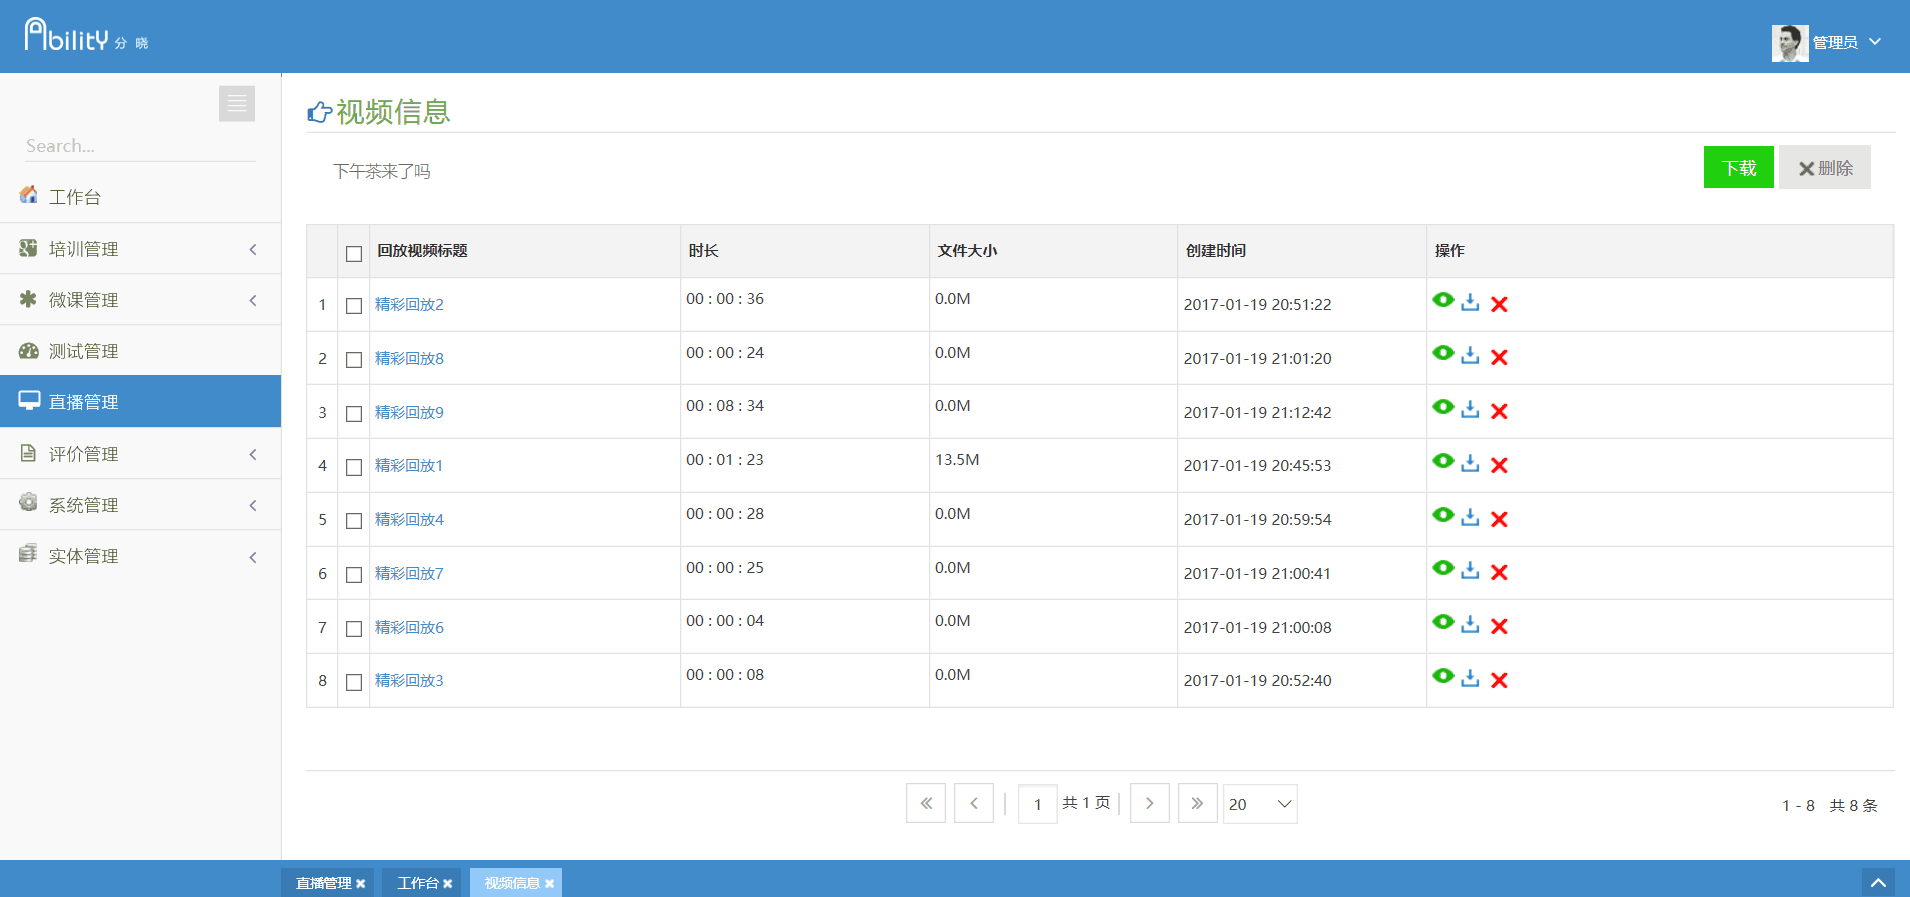 Ability 分 晓
管理员
Search...
工作台
培训管理
微课管理
测试管理
直播管理
评价管理
系统管理
实体管理
视频信息
下午茶来了吗
下载 删除
回放视频标题 时长 文件大小 创建时间 操作
1 精彩回放2 00 : 00 : 36 0.0M 2017-01-19 20:51:22
2 精彩回放8 00 : 00 : 24 0.0M 2017-01-19 21:01:20
3 精彩回放9 00 : 08 : 34 0.0M 2017-01-19 21:12:42
4 精彩回放1 00 : 01 : 23 13.5M 2017-01-19 20:45:53
5 精彩回放4 00 : 00 : 28 0.0M 2017-01-19 20:59:54
6 精彩回放7 00 : 00 : 25 0.0M 2017-01-19 21:00:41
7 精彩回放6 00 : 00 : 04 0.0M 2017-01-19 21:00:08
8 精彩回放3 00 : 00 : 08 0.0M 2017-01-19 20:52:40
1 共 1 页 20 1 - 8 共 8 条
直播管理 工作台 视频信息